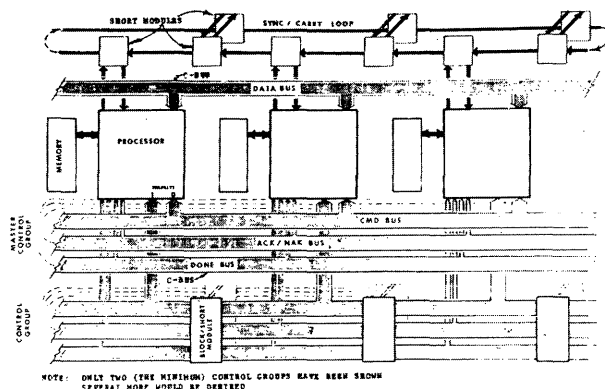 SHORT MODULES
SYNC / CARRY LOOP
C-BUS
DATA BUS
MEMORY
PROCESSOR
MASTER CONTROL GROUP
CMD BUS
ACK/NAK BUS
DONE BUS
C-BUS
CONTROL GROUP
BLOCK/SHORT MODULE
NOTE: ONLY TWO (THE MINIMUM) CONTROL GROUPS HAVE BEEN SHOWN
SEVERAL MORE WOULD BE DESIRED